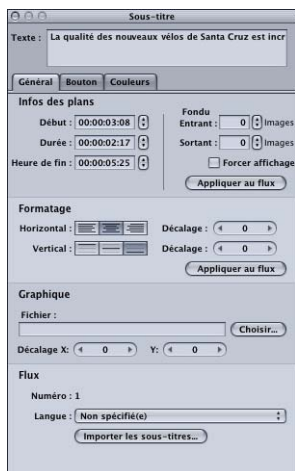 Sous-titre
Texte : La qualité des nouveaux vélos de Santa Cruz est incr
Général Bouton Couleurs
Infos des plans
Fondu
Début : 00:00:03:08 Entrant : 0 Images
Durée : 00:00:02:17 Sortant : 0 Images
Heure de fin : 00:00:05:25 Forcer affichage
Appliquer au flux
Formatage
Horizontal : Décalage : 0
Vertical : Décalage : 0
Appliquer au flux
Graphique
Fichier :
Choisir...
Décalage X: 0 Y: 0
Flux
Numéro : 1
Langue : Non spécifié(e)
Importer les sous-titres...